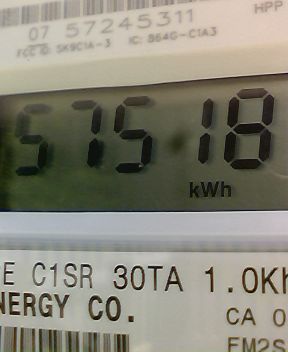 HPP
07 57245311
FCC ID: SK9C1A-3 IC: 864G-C1A3
57518
kWh
E C1SR 30TA 1.0Kh
NERGY CO.
CA 0
FM2S